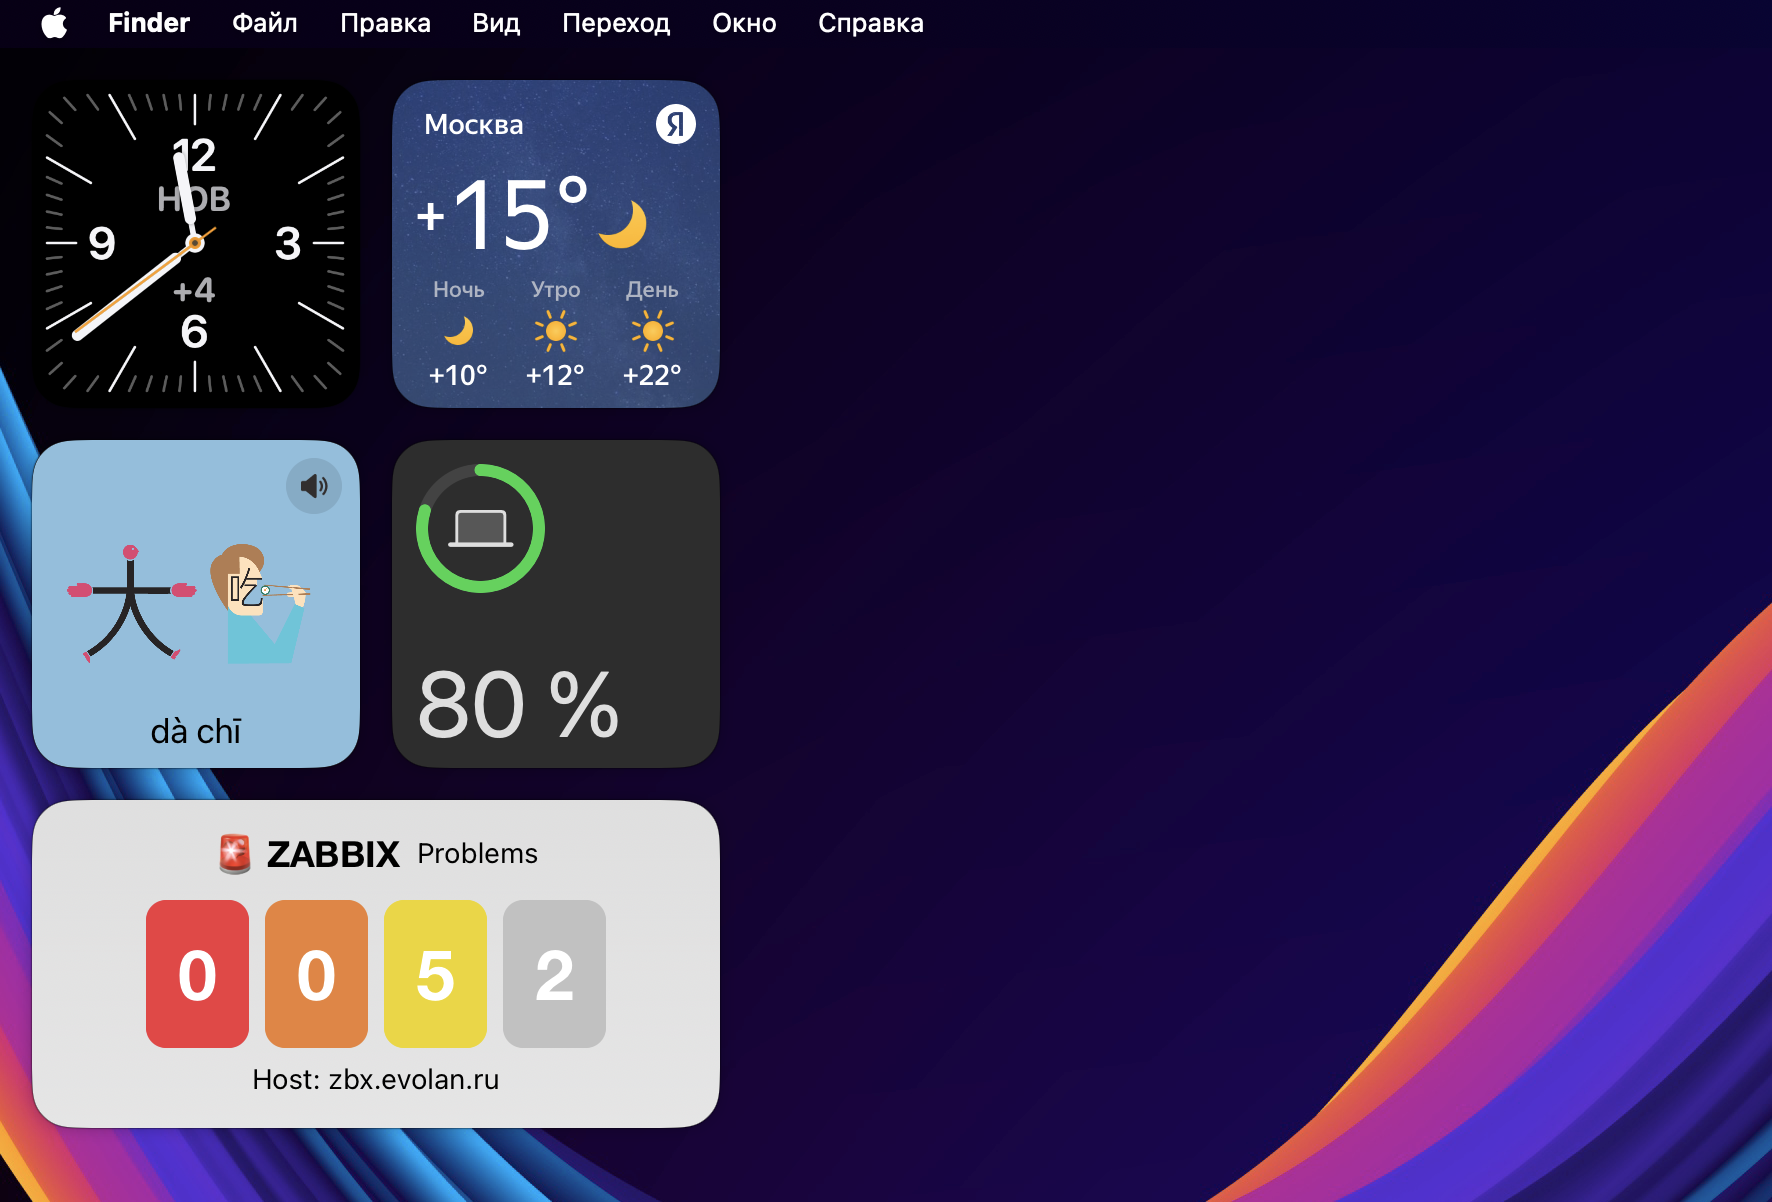 Finder Файл Правка Вид Переход Окно Справка
12
НОВ
9
3
+4
6
Москва
Я
+15°
Ночь Утро День
+10° +12° +22°
大 吃
dà chī
80 %
ZABBIX Problems
0 0 5 2
Host: zbx.evolan.ru